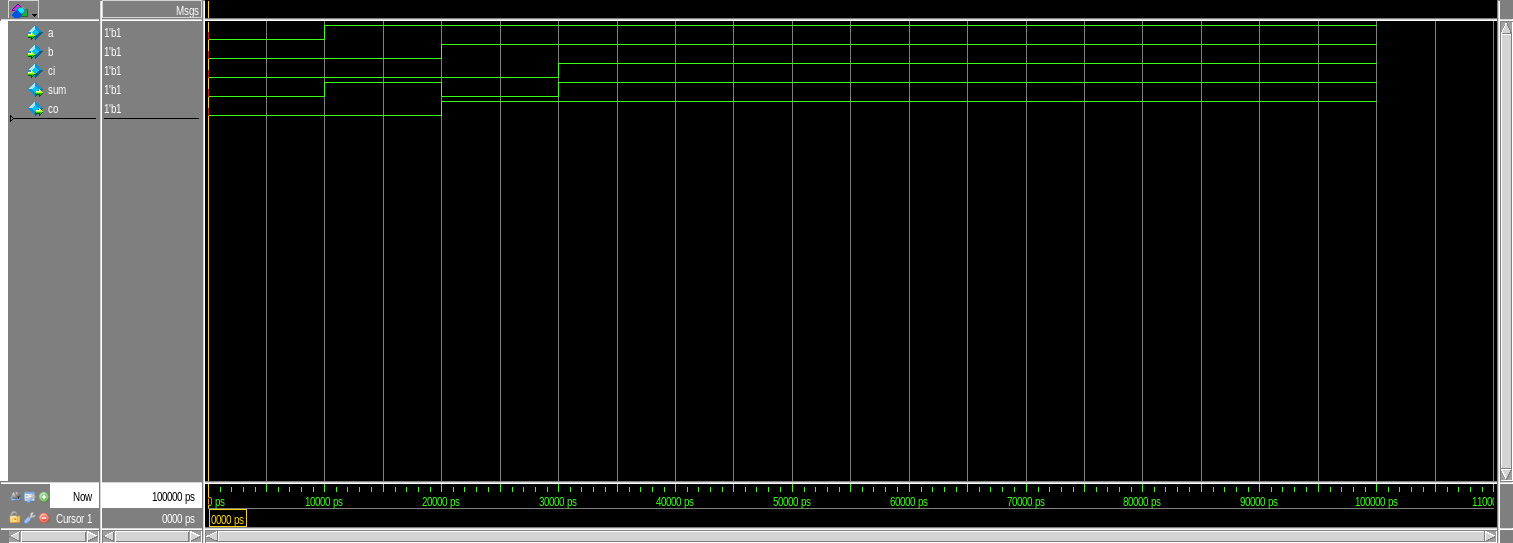 Msgs
a 1'b1
b 1'b1
ci 1'b1
sum 1'b1
co 1'b1
Now 100000 ps 0 ps 10000 ps 20000 ps 30000 ps 40000 ps 50000 ps 60000 ps 70000 ps 80000 ps 90000 ps 100000 ps 11000
Cursor 1 0000 ps 0000 ps